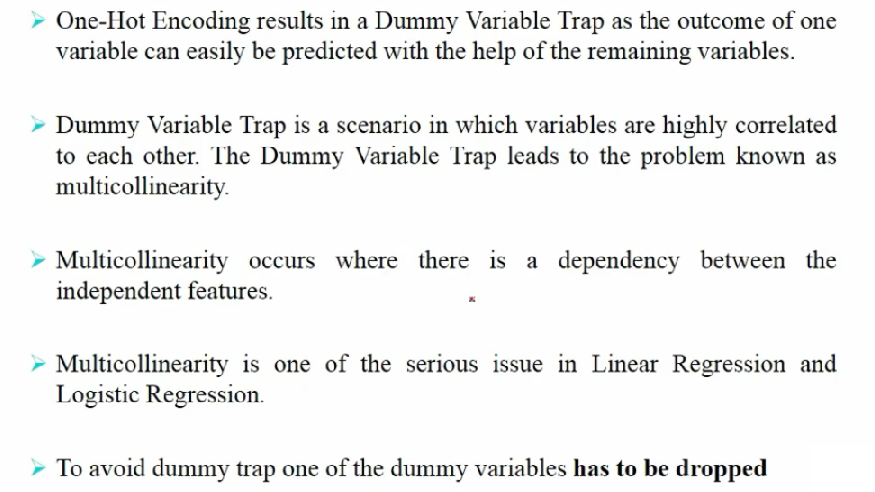 One-Hot Encoding results in a Dummy Variable Trap as the outcome of one
variable can easily be predicted with the help of the remaining variables.
Dummy Variable Trap is a scenario in which variables are highly correlated
to each other. The Dummy Variable Trap leads to the problem known as
multicollinearity.
Multicollinearity occurs where there is a dependency between the
independent features.
Multicollinearity is one of the serious issue in Linear Regression and
Logistic Regression.
To avoid dummy trap one of the dummy variables has to be dropped